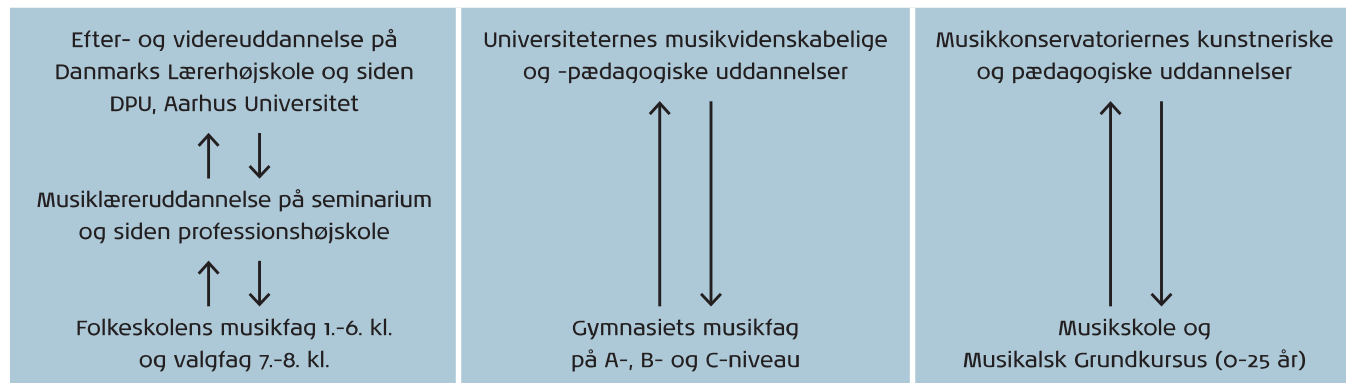 Efter- og videreuddannelse på
Danmarks Lærerhøjskole og siden
DPU, Aarhus Universitet
Musiklæreruddannelse på seminarium
og siden professionshøjskole
Folkeskolens musikfag 1.-6. kl.
og valgfag 7.-8. kl.
Universiteternes musikvidenskabelige
og -pædagogiske uddannelser
Gymnasiets musikfag
på A-, B- og C-niveau
Musikkonservatoriernes kunstneriske
og pædagogiske uddannelser
Musikskole og
Musikalsk Grundkursus (0-25 år)